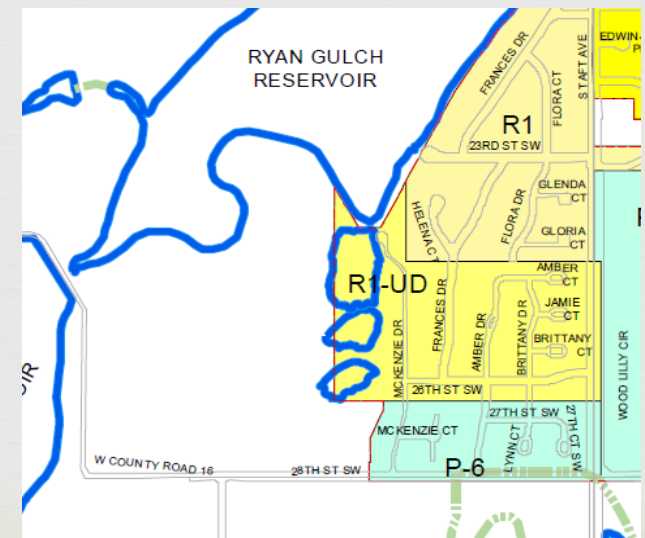 RYAN GULCH
RESERVOIR
EDWIN
FRANCES DR
FLORA CT
STAFT AVE
R1
23RD ST SW
GLENDA
CT
HELENA CT
FLORA DR
GLORIA
CT
AMBER
CT
R1-UD
JAMIE
CT
MCKENZIE DR
FRANCES DR
AMBER DR
BRITTANY DR
BRITTANY
CT
WOOD LILLY CIR
26TH ST SW
27TH ST SW
MCKENZIE CT
LYNN CT
27TH CT SW
W COUNTY ROAD 16
28TH ST SW
P-6